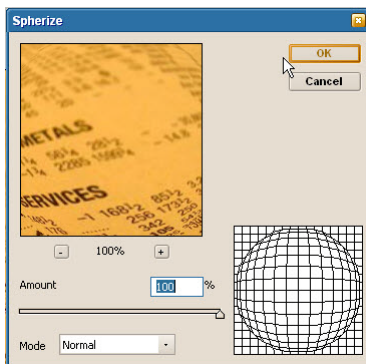 Spherize
OK
Cancel
METALS
SERVICES
- 100% +
Amount 100 %
Mode Normal